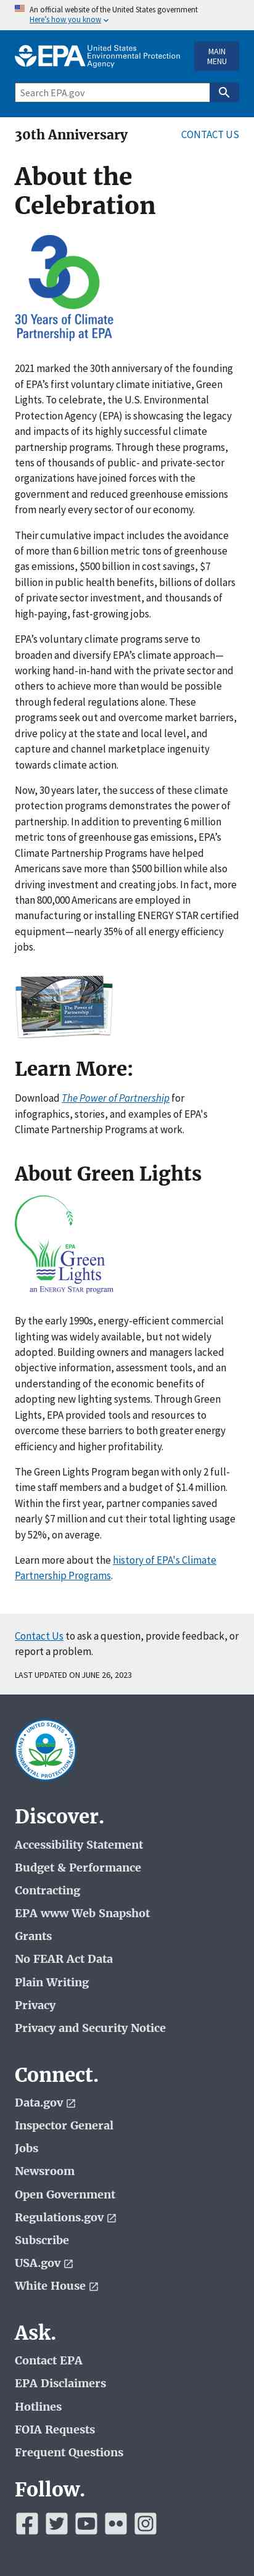 An official website of the United States government
Here's how you know
EPA United States
Environmental Protection
Agency
MAIN
MENU
Search EPA.gov
30th Anniversary
CONTACT US
About the
Celebration
30
30 Years of Climate
Partnership at EPA
2021 marked the 30th anniversary of the founding
of EPA's first voluntary climate initiative, Green
Lights. To celebrate, the U.S. Environmental
Protection Agency (EPA) is showcasing the legacy
and impacts of its highly successful climate
partnership programs. Through these programs,
tens of thousands of public- and private-sector
organizations have joined forces with the
government and reduced greenhouse emissions
from nearly every sector of our economy.
Their cumulative impact includes the avoidance
of more than 6 billion metric tons of greenhouse
gas emissions, $500 billion in cost savings, $7
billion in public health benefits, billions of dollars
of private sector investment, and thousands of
high-paying, fast-growing jobs.
EPA's voluntary climate programs serve to
broaden and diversify EPA's climate approach—
working hand-in-hand with the private sector and
others to achieve more than would be possible
through federal regulations alone. These
programs seek out and overcome market barriers,
drive policy at the state and local level, and
capture and channel marketplace ingenuity
towards climate action.
Now, 30 years later, the success of these climate
protection programs demonstrates the power of
partnership. In addition to preventing 6 million
metric tons of greenhouse gas emissions, EPA's
Climate Partnership Programs have helped
Americans save more than $500 billion while also
driving investment and creating jobs. In fact, more
than 800,000 Americans are employed in
manufacturing or installing ENERGY STAR certified
equipment—nearly 35% of all energy efficiency
jobs.
The Power of
Partnership
Learn More:
Download The Power of Partnership for
infographics, stories, and examples of EPA's
Climate Partnership Programs at work.
About Green Lights
EPA
Green
Lights
an ENERGY STAR program
By the early 1990s, energy-efficient commercial
lighting was widely available, but not widely
adopted. Building owners and managers lacked
objective information, assessment tools, and an
understanding of the economic benefits of
adopting new lighting systems. Through Green
Lights, EPA provided tools and resources to
overcome these barriers to both greater energy
efficiency and higher profitability.
The Green Lights Program began with only 2 full-
time staff members and a budget of $1.4 million.
Within the first year, partner companies saved
nearly $7 million and cut their total lighting usage
by 52%, on average.
Learn more about the history of EPA's Climate
Partnership Programs.
Contact Us to ask a question, provide feedback, or
report a problem.
LAST UPDATED ON JUNE 26, 2023
UNITED STATES
ENVIRONMENTAL PROTECTION AGENCY
Discover.
Accessibility Statement
Budget & Performance
Contracting
EPA www Web Snapshot
Grants
No FEAR Act Data
Plain Writing
Privacy
Privacy and Security Notice
Connect.
Data.gov
Inspector General
Jobs
Newsroom
Open Government
Regulations.gov
Subscribe
USA.gov
White House
Ask.
Contact EPA
EPA Disclaimers
Hotlines
FOIA Requests
Frequent Questions
Follow.